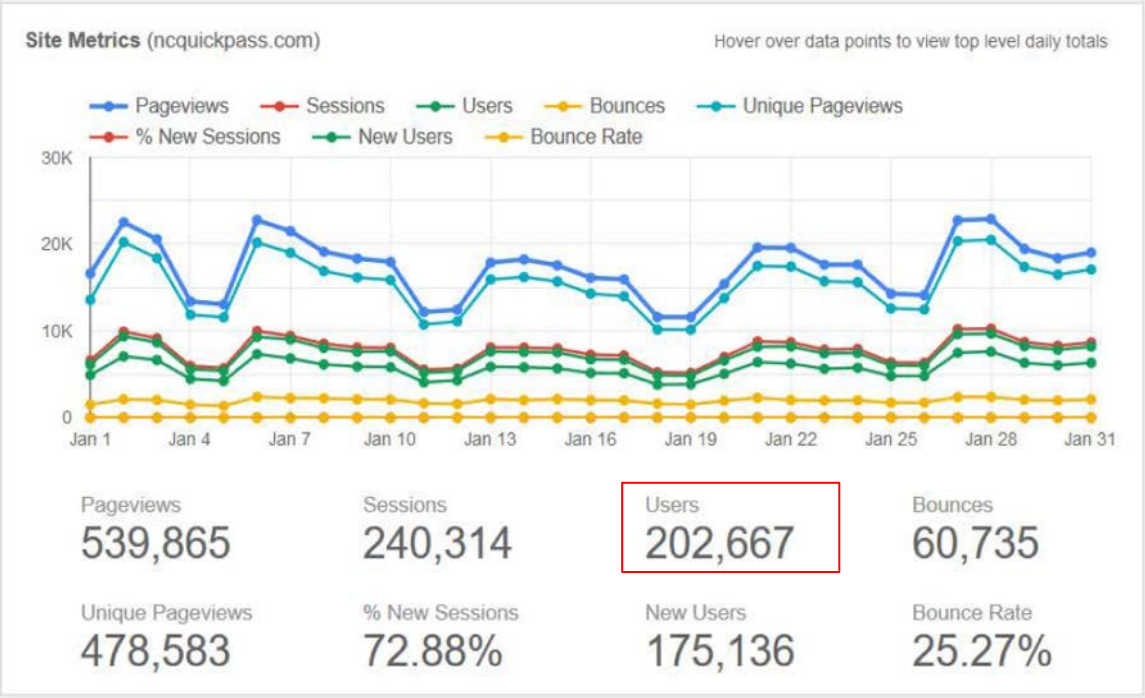 Site Metrics (ncquickpass.com) Hover over data points to view top level daily totals
Pageviews Sessions Users Bounces Unique Pageviews
% New Sessions New Users Bounce Rate
30K
20K
10K
0
Jan 1 Jan 4 Jan 7 Jan 10 Jan 13 Jan 16 Jan 19 Jan 22 Jan 25 Jan 28 Jan 31
Pageviews Sessions Users Bounces
539,865 240,314 202,667 60,735
Unique Pageviews % New Sessions New Users Bounce Rate
478,583 72.88% 175,136 25.27%